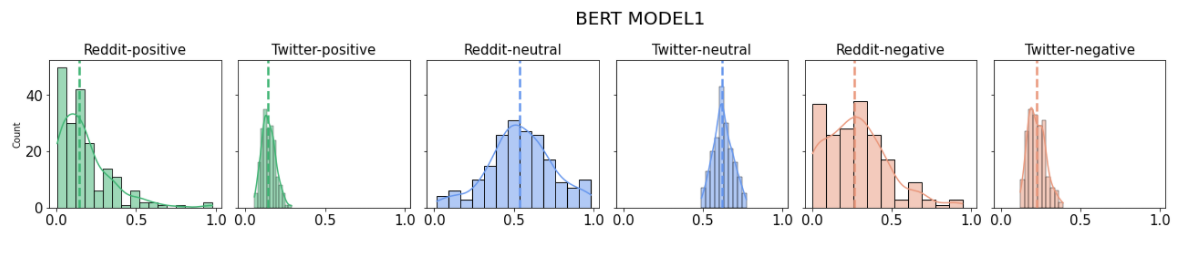 BERT MODEL1
Reddit-positive Twitter-positive Reddit-neutral Twitter-neutral Reddit-negative Twitter-negative
Count
40
20
0
0.0 0.5 1.0 0.0 0.5 1.0 0.0 0.5 1.0 0.0 0.5 1.0 0.0 0.5 1.0 0.0 0.5 1.0